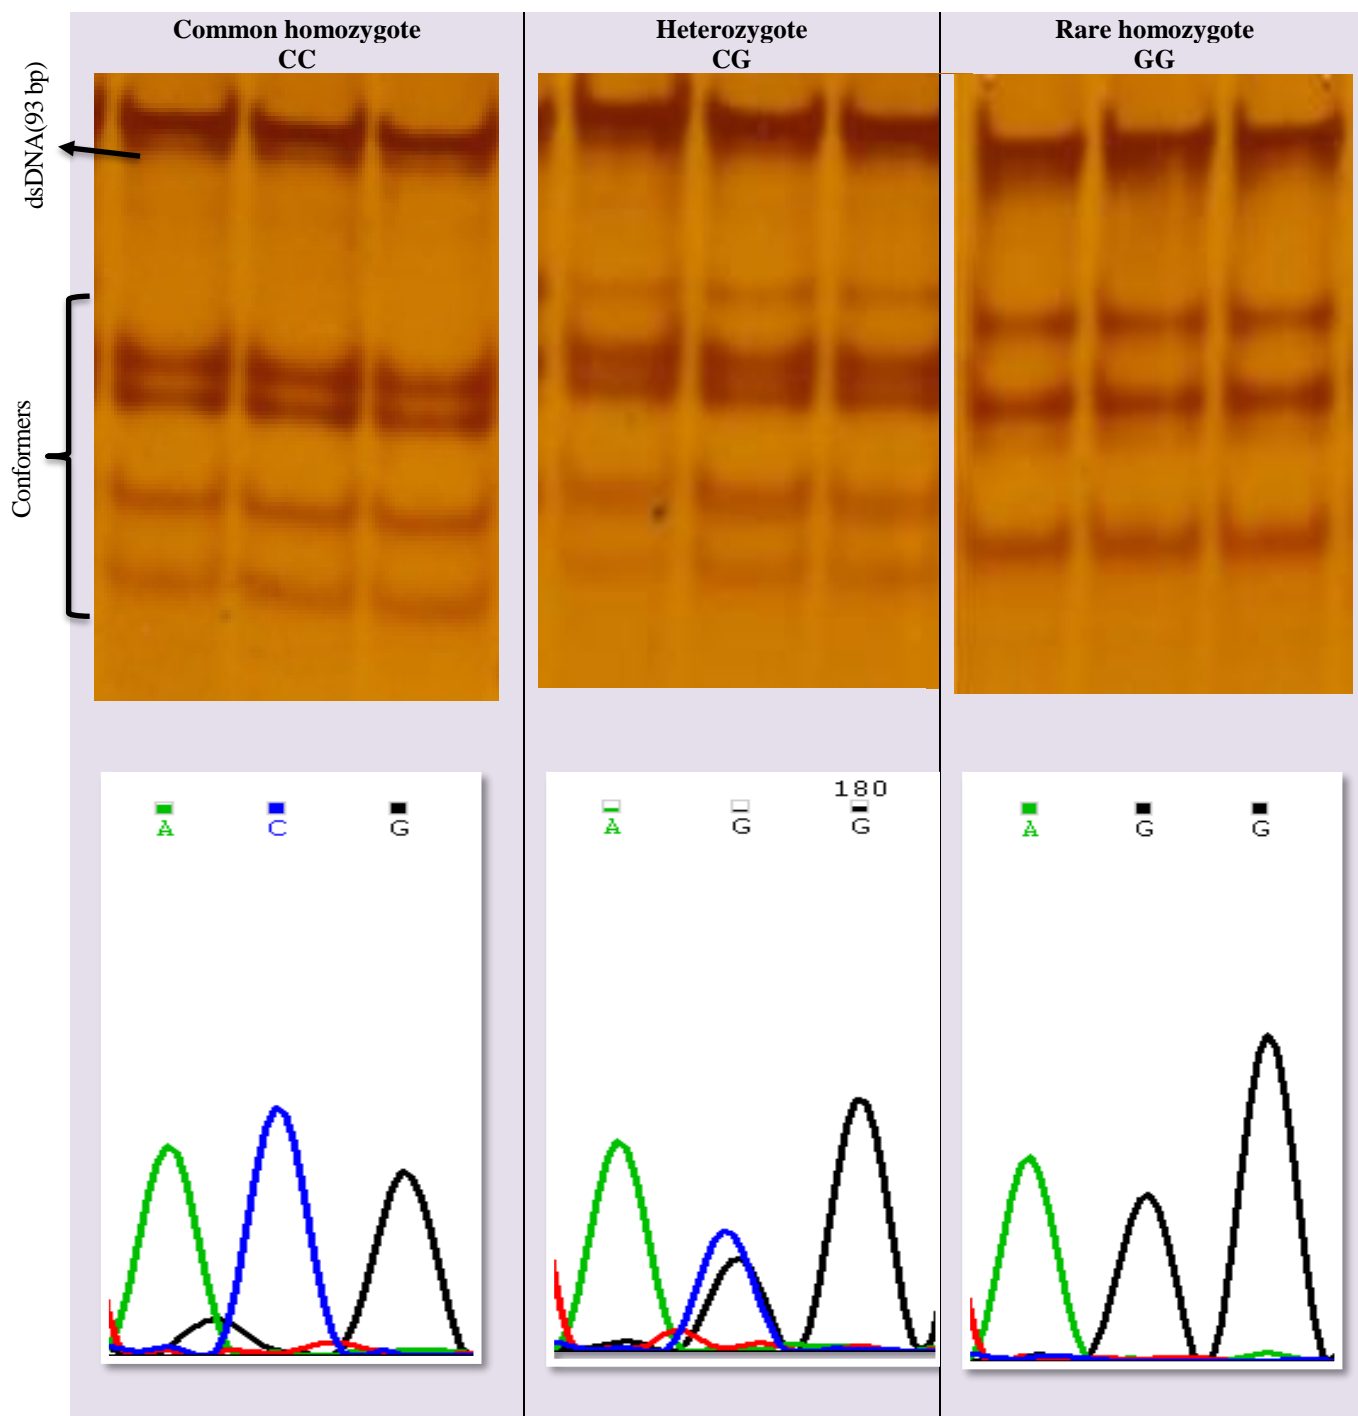 Common homozygote
CC
Heterozygote
CG
Rare homozygote
GG
dsDNA(93 bp)
Conformers
A C G
180
A G G
A G G